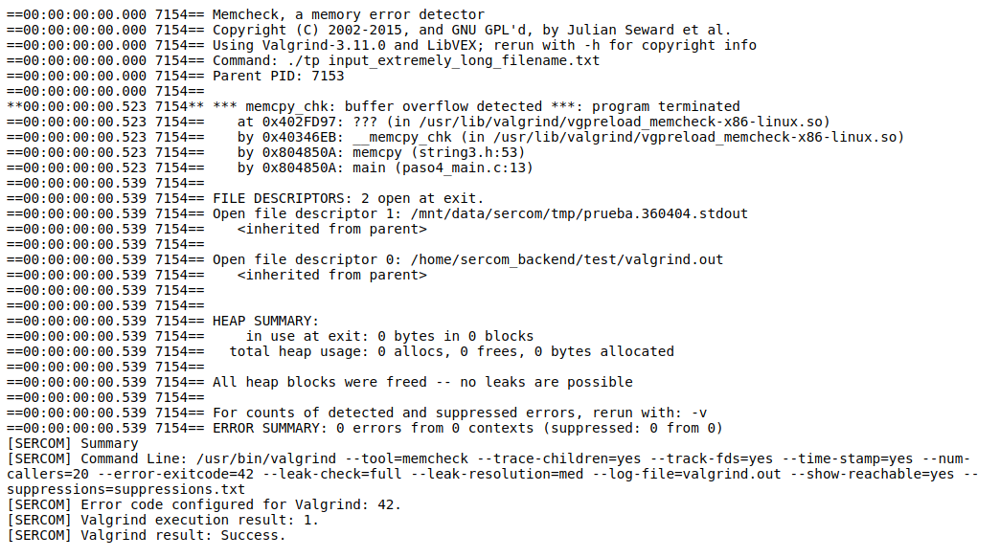 ==00:00:00:00.000 7154== Memcheck, a memory error detector
==00:00:00:00.000 7154== Copyright (C) 2002-2015, and GNU GPL'd, by Julian Seward et al.
==00:00:00:00.000 7154== Using Valgrind-3.11.0 and LibVEX; rerun with -h for copyright info
==00:00:00:00.000 7154== Command: ./tp input_extremely_long_filename.txt
==00:00:00:00.000 7154== Parent PID: 7153
==00:00:00:00.000 7154==
**00:00:00:00.523 7154** *** memcpy_chk: buffer overflow detected ***: program terminated
==00:00:00:00.523 7154==    at 0x402FD97: ??? (in /usr/lib/valgrind/vgpreload_memcheck-x86-linux.so)
==00:00:00:00.523 7154==    by 0x40346EB: __memcpy_chk (in /usr/lib/valgrind/vgpreload_memcheck-x86-linux.so)
==00:00:00:00.523 7154==    by 0x804850A: memcpy (string3.h:53)
==00:00:00:00.523 7154==    by 0x804850A: main (paso4_main.c:13)
==00:00:00:00.539 7154==
==00:00:00:00.539 7154== FILE DESCRIPTORS: 2 open at exit.
==00:00:00:00.539 7154== Open file descriptor 1: /mnt/data/sercom/tmp/prueba.360404.stdout
==00:00:00:00.539 7154==    <inherited from parent>
==00:00:00:00.539 7154==
==00:00:00:00.539 7154== Open file descriptor 0: /home/sercom_backend/test/valgrind.out
==00:00:00:00.539 7154==    <inherited from parent>
==00:00:00:00.539 7154==
==00:00:00:00.539 7154==
==00:00:00:00.539 7154== HEAP SUMMARY:
==00:00:00:00.539 7154==     in use at exit: 0 bytes in 0 blocks
==00:00:00:00.539 7154==   total heap usage: 0 allocs, 0 frees, 0 bytes allocated
==00:00:00:00.539 7154==
==00:00:00:00.539 7154== All heap blocks were freed -- no leaks are possible
==00:00:00:00.539 7154==
==00:00:00:00.539 7154== For counts of detected and suppressed errors, rerun with: -v
==00:00:00:00.539 7154== ERROR SUMMARY: 0 errors from 0 contexts (suppressed: 0 from 0)
[SERCOM] Summary
[SERCOM] Command Line: /usr/bin/valgrind --tool=memcheck --trace-children=yes --track-fds=yes --time-stamp=yes --num-
callers=20 --error-exitcode=42 --leak-check=full --leak-resolution=med --log-file=valgrind.out --show-reachable=yes --
suppressions=suppressions.txt
[SERCOM] Error code configured for Valgrind: 42.
[SERCOM] Valgrind execution result: 1.
[SERCOM] Valgrind result: Success.